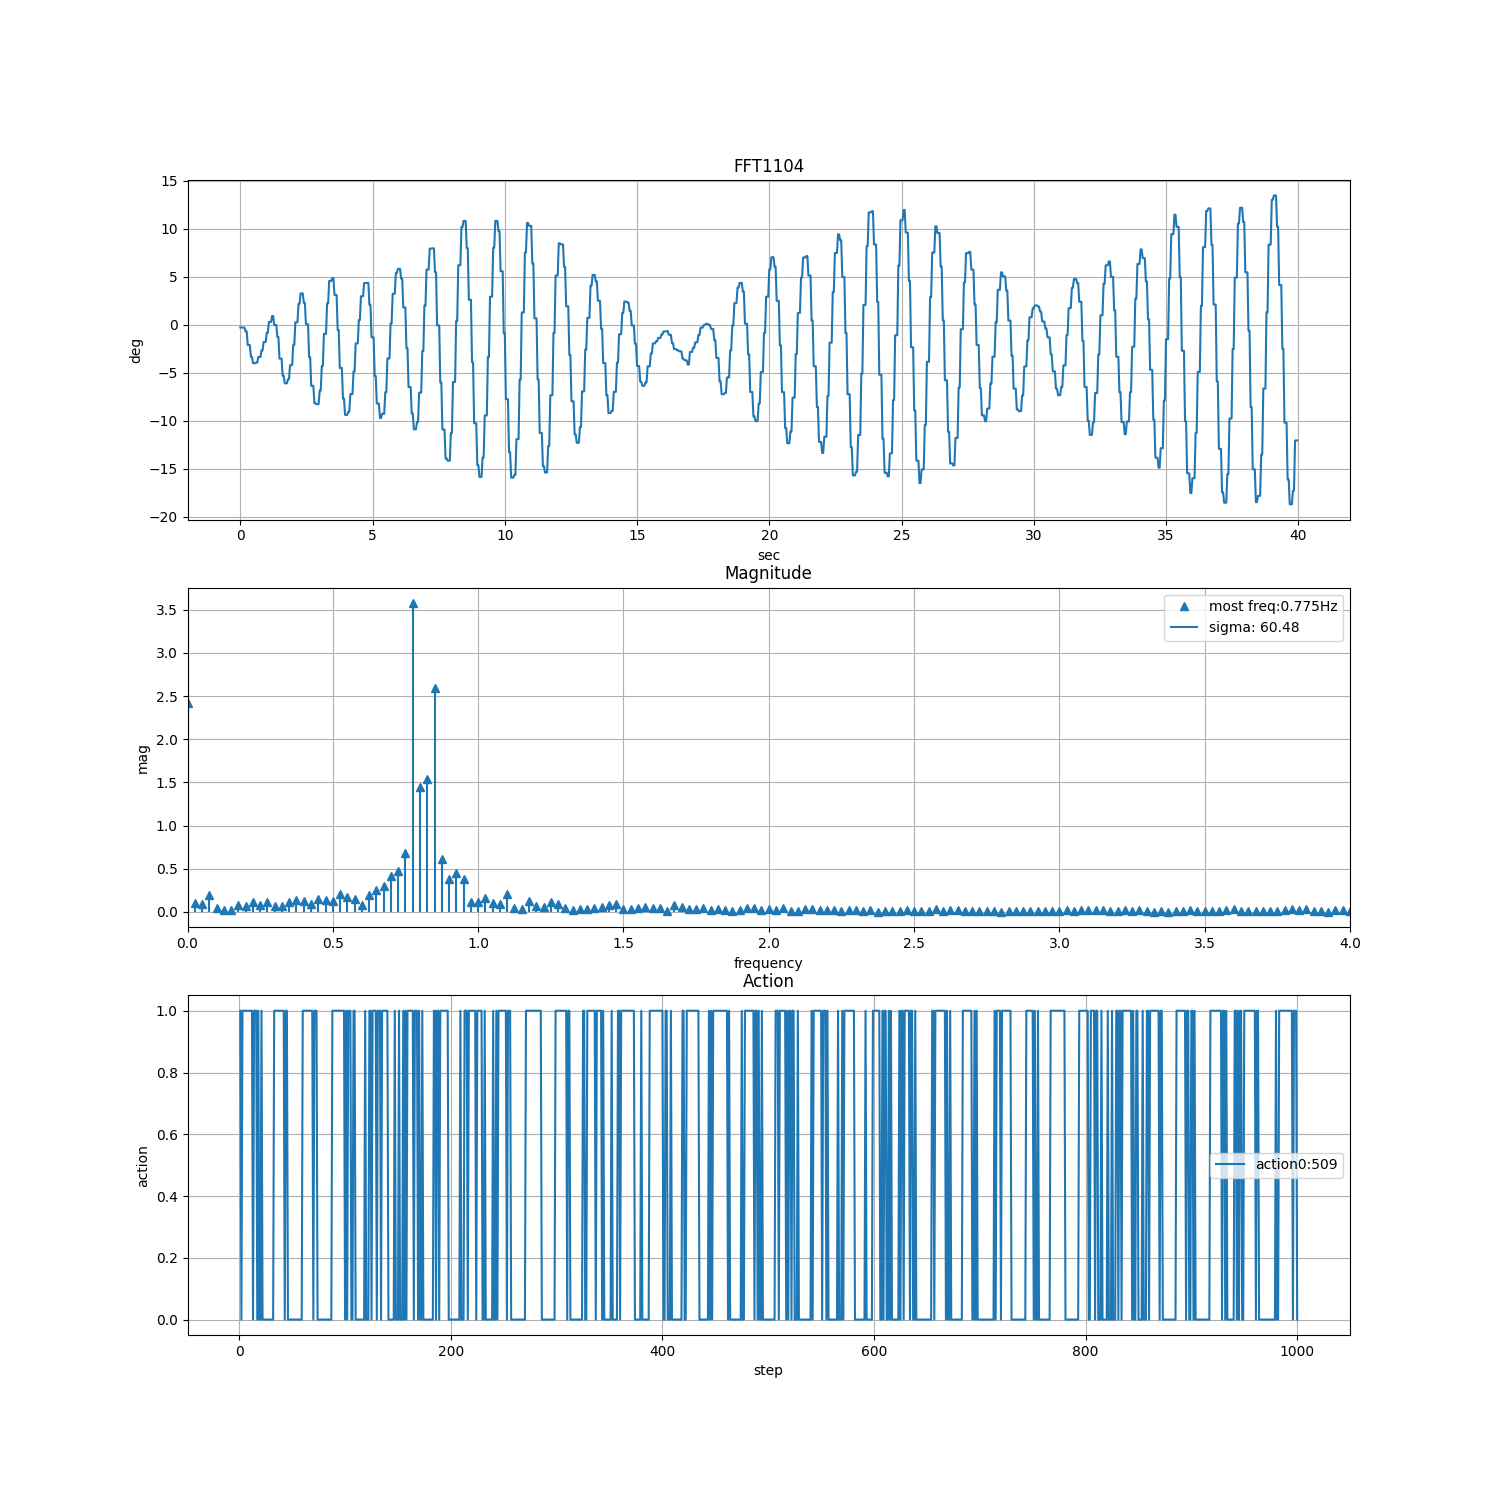 FFT1104
15
10
5
0
−5
−10
−15
−20
deg
0 5 10 15 20 25 30 35 40
sec
Magnitude
3.5
3.0
2.5
2.0
1.5
1.0
0.5
0.0
mag
most freq:0.775Hz
sigma: 60.48
0.0 0.5 1.0 1.5 2.0 2.5 3.0 3.5 4.0
frequency
Action
1.0
0.8
0.6
0.4
0.2
0.0
action
action0:509
0 200 400 600 800 1000
step